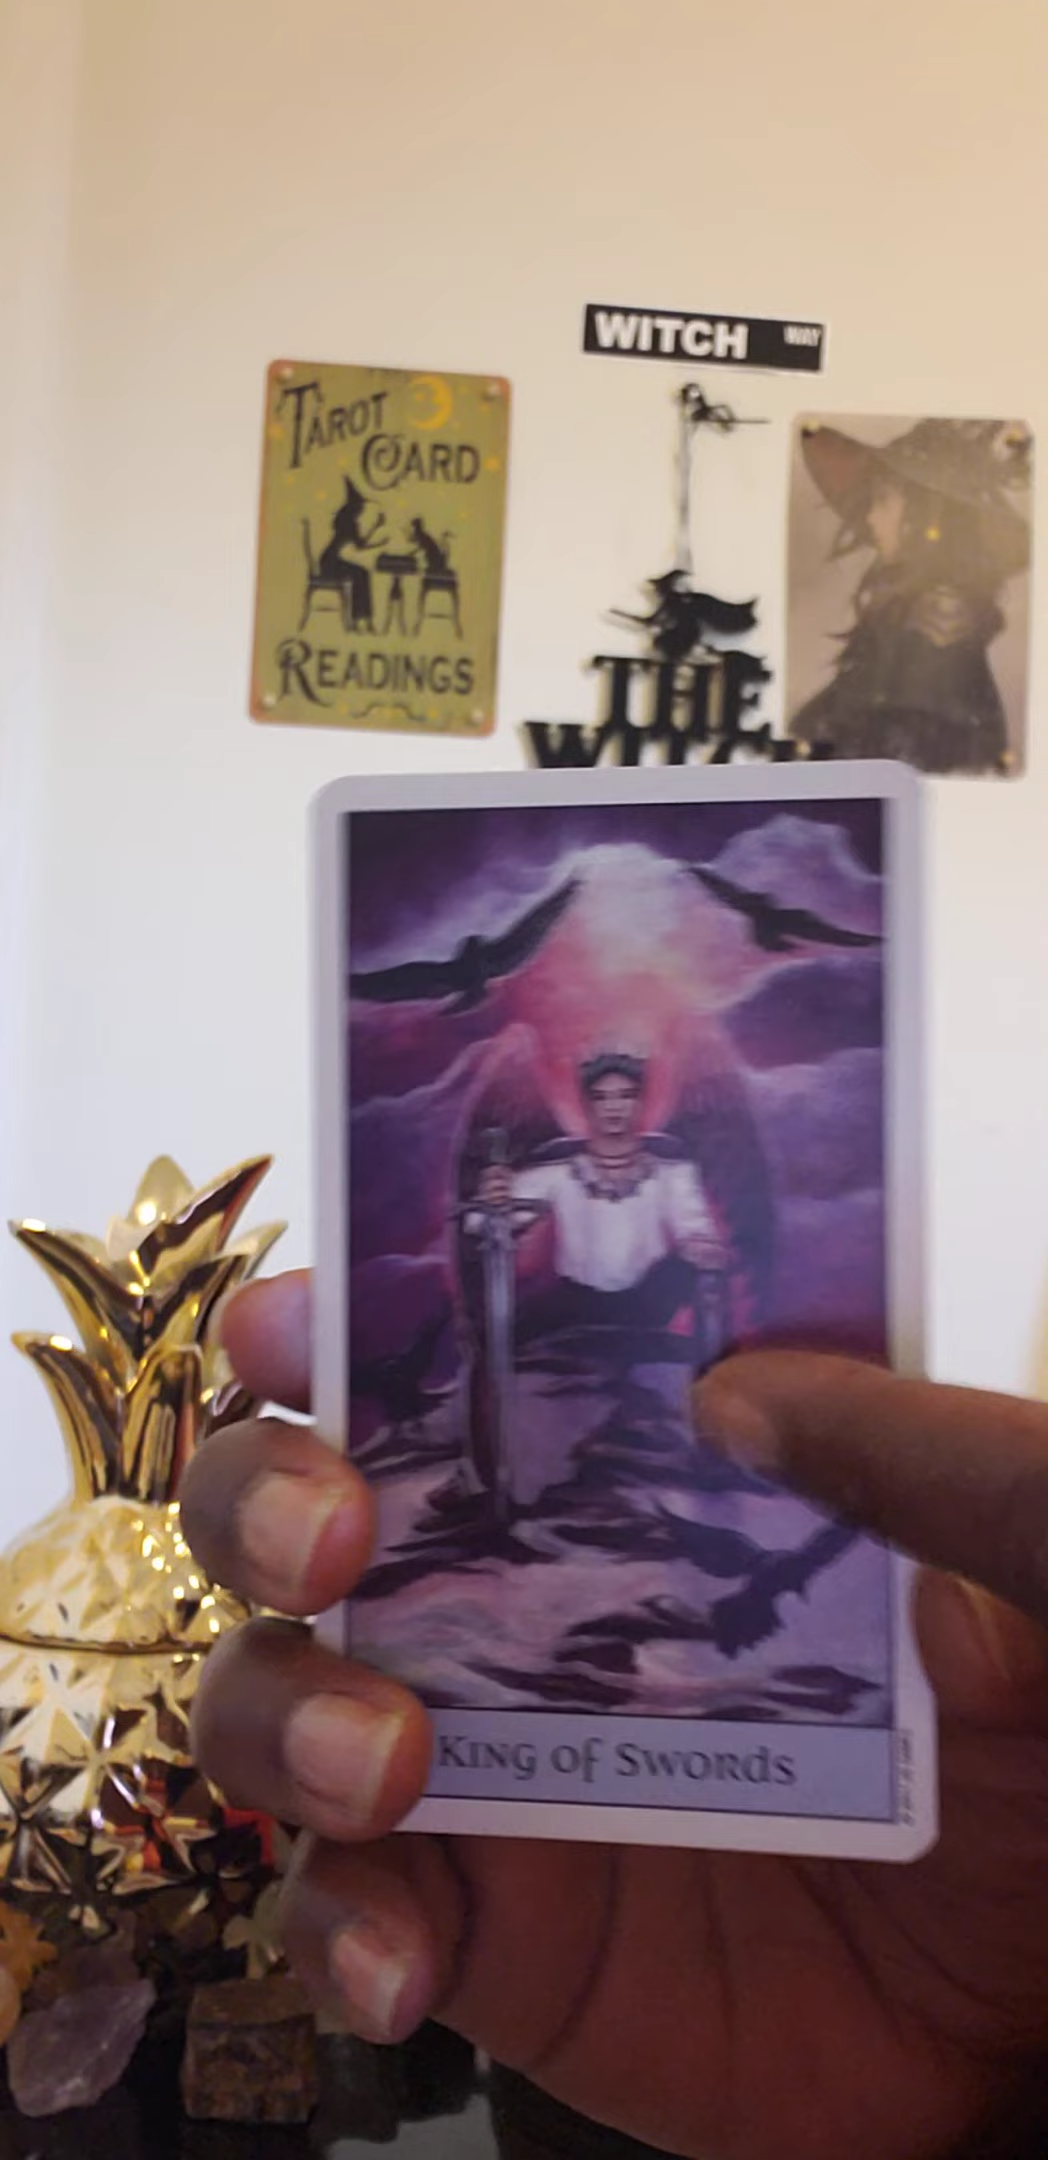 WITCH WAY
TAROT
CARD
READINGS
THE
WITCH
KING OF SWORDS